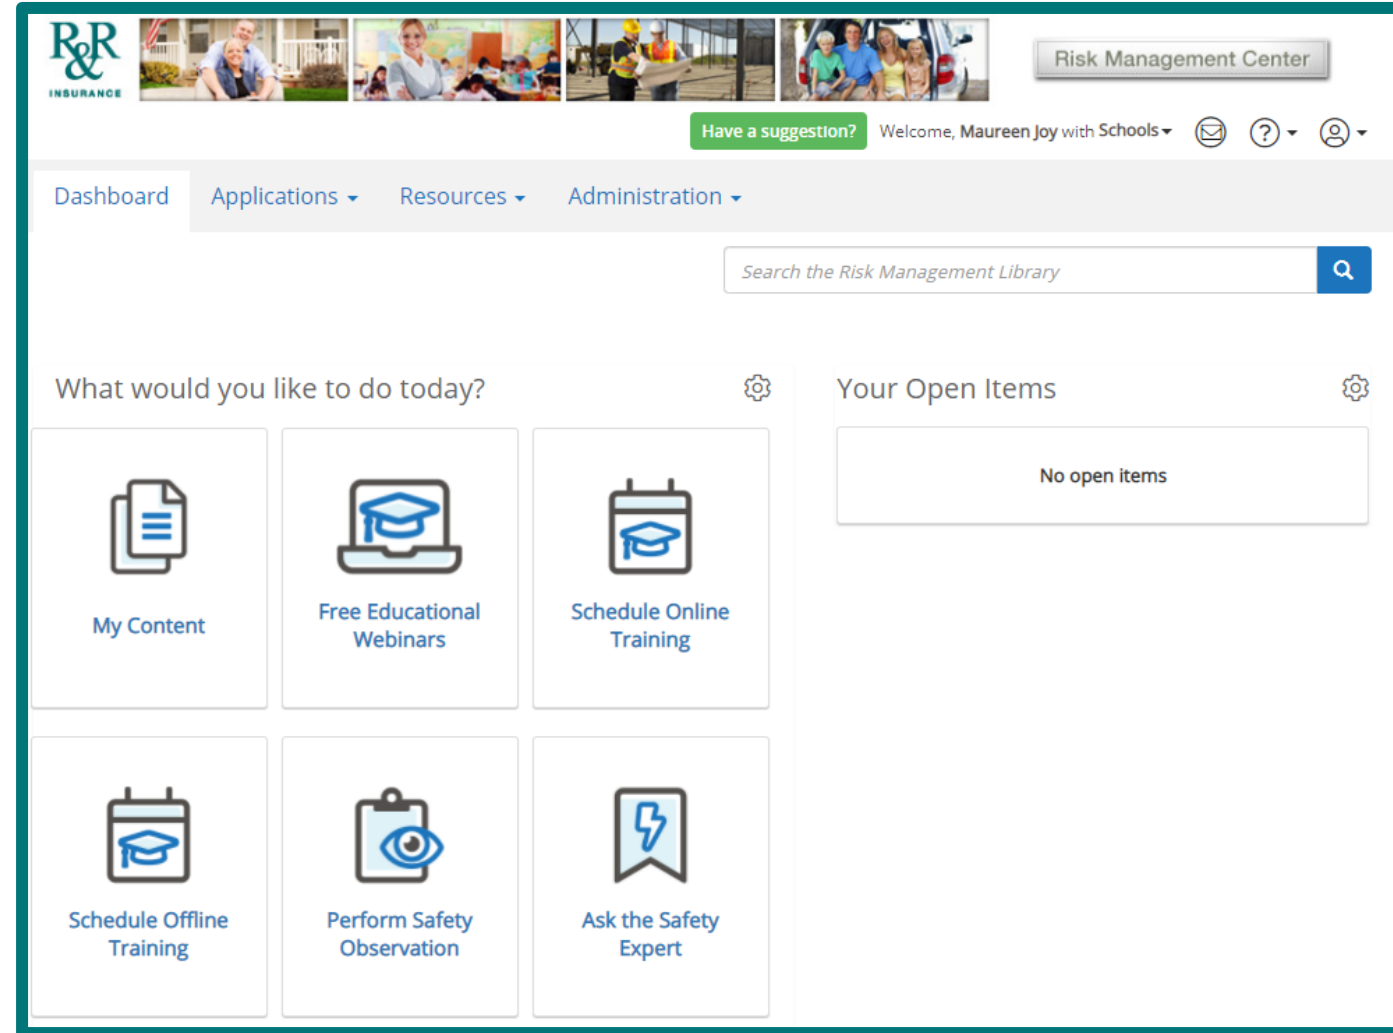 R&R
INSURANCE
Risk Management Center
Have a suggestion? Welcome, Maureen Joy with Schools
?
Dashboard Applications Resources Administration
Search the Risk Management Library
What would you like to do today?
Your Open Items
No open items
My Content
Free Educational
Webinars
Schedule Online
Training
Schedule Offline
Training
Perform Safety
Observation
Ask the Safety
Expert